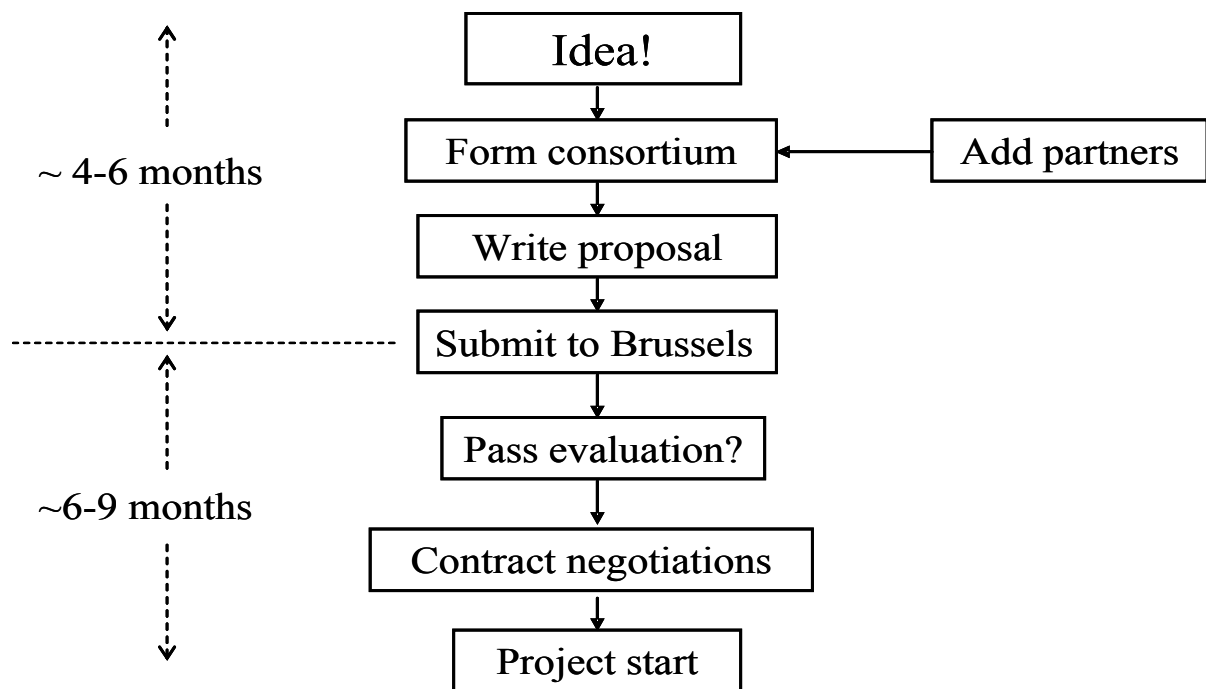 Idea!
Form consortium
Add partners
~ 4-6 months
Write proposal
Submit to Brussels
Pass evaluation?
~6-9 months
Contract negotiations
Project start